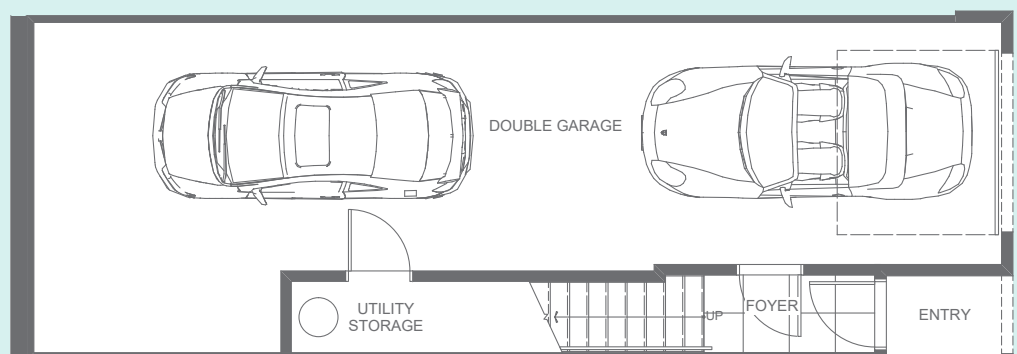 DOUBLE GARAGE
UTILITY
STORAGE
UP
FOYER
ENTRY